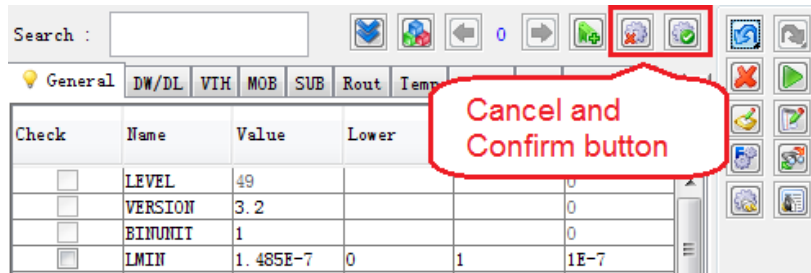 Search :
0
General DW/DL VTH MOB SUB Rout Temp
Cancel and
Confirm button
Check Name Value Lower
LEVEL 49 0
VERSION 3.2 0
BINUNIT 1 0
LMIN 1.485E-7 0 1 1E-7